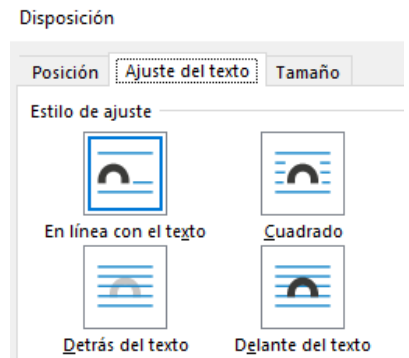 Disposición
Posición Ajuste del texto Tamaño
Estilo de ajuste
En línea con el texto Cuadrado
Detrás del texto Delante del texto